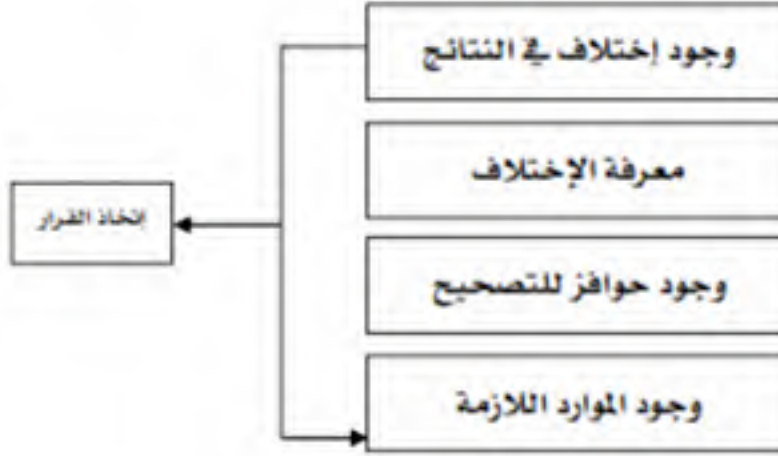 وجود إختلاف في النتائج
معرفة الإختلاف
إتخاذ القرار
وجود حوافز للتصحيح
وجود الموارد اللازمة